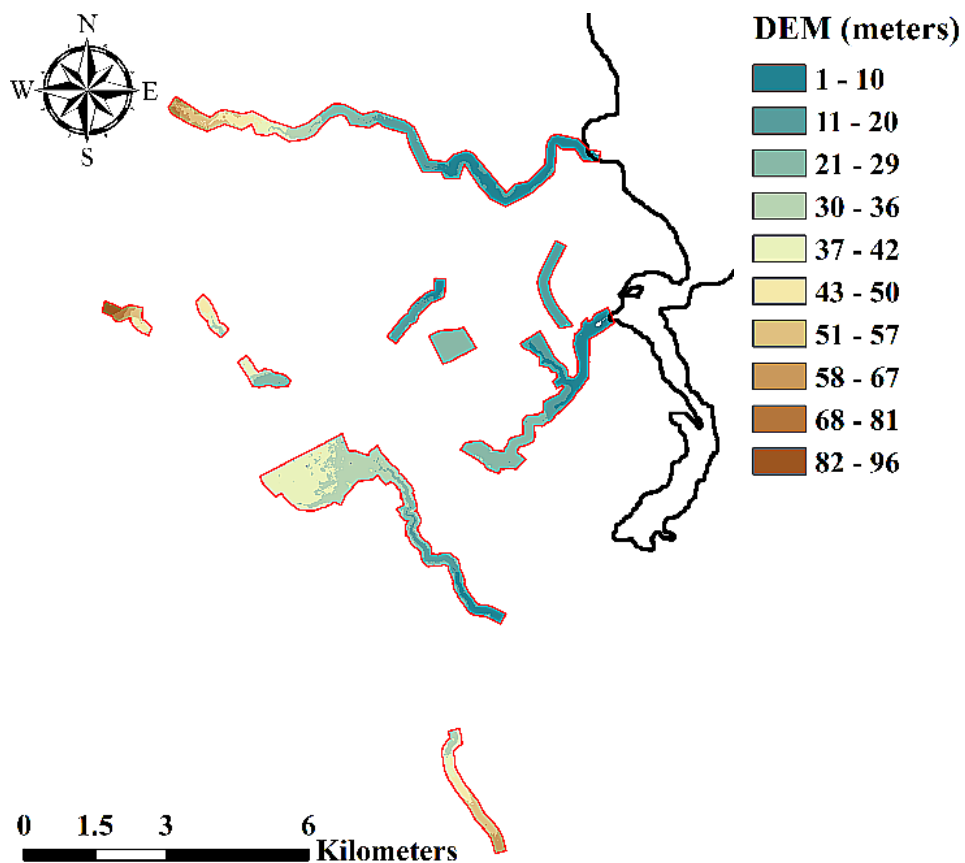 N
W E
S
DEM (meters)
1 - 10
11 - 20
21 - 29
30 - 36
37 - 42
43 - 50
51 - 57
58 - 67
68 - 81
82 - 96
0 1.5 3 6
Kilometers